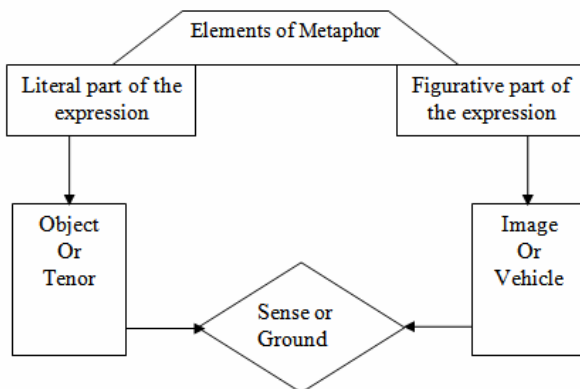 Elements of Metaphor
Literal part of the
expression
Figurative part of
the expression
Object
Or
Tenor
Image
Or
Vehicle
Sense or
Ground